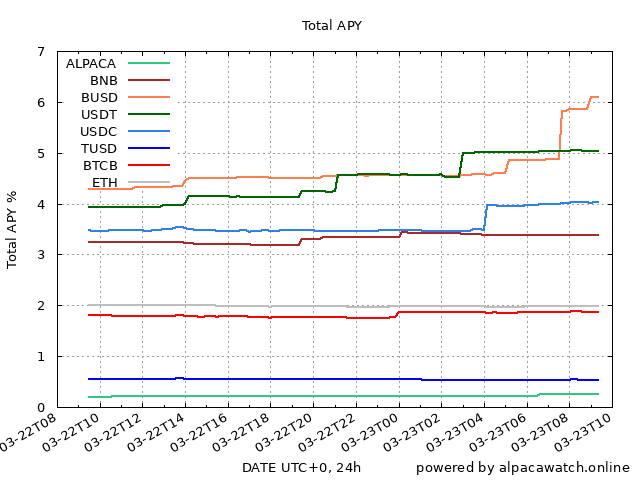 Total APY
7
6
5
4
3
2
1
0
Total APY %
ALPACA
BNB
BUSD
USDT
USDC
TUSD
BTCB
ETH
03-22T08
03-22T10
03-22T12
03-22T14
03-22T16
03-22T18
03-22T20
03-22T22
03-23T00
03-23T02
03-23T04
03-23T06
03-23T08
03-23T10
DATE UTC+0, 24h
powered by alpacawatch.online